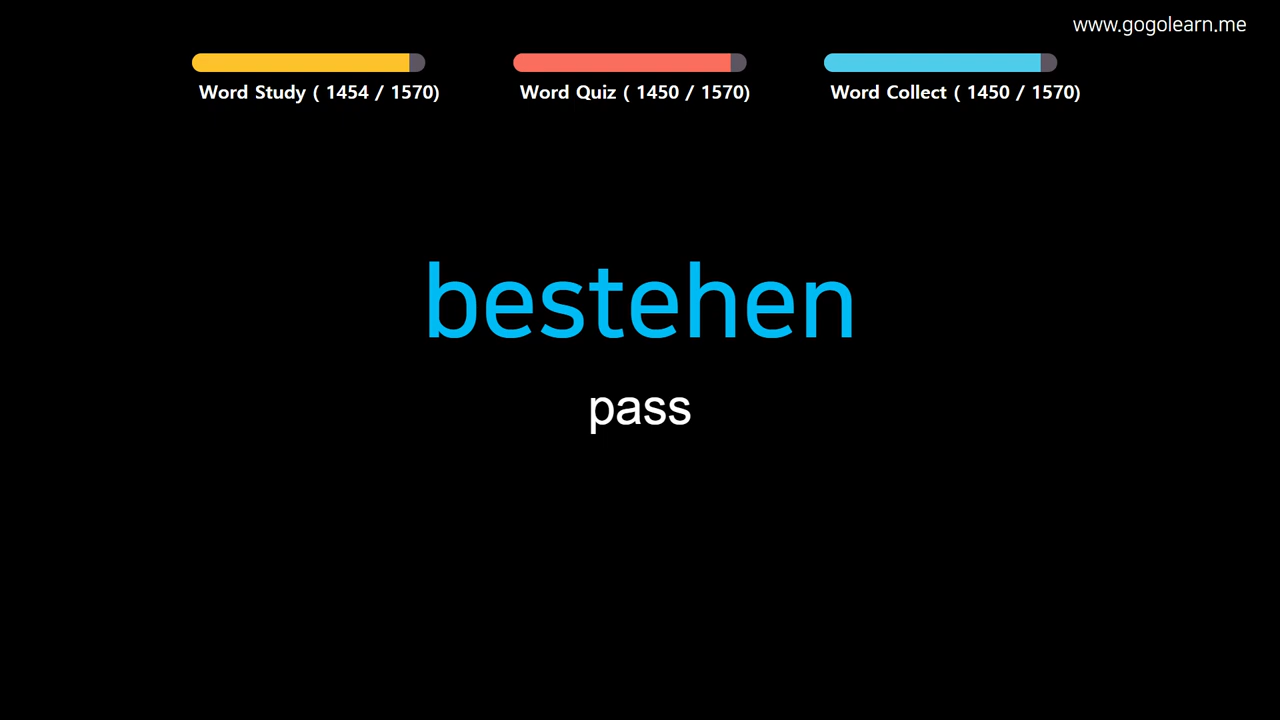 www.gogolearn.me
Word Study ( 1454 / 1570)
Word Quiz ( 1450 / 1570)
Word Collect ( 1450 / 1570)
bestehen
pass